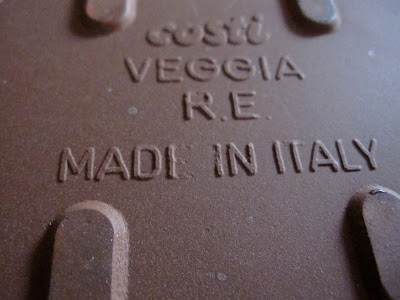 costi
VEGGIA
R.E.
MADE IN ITALY